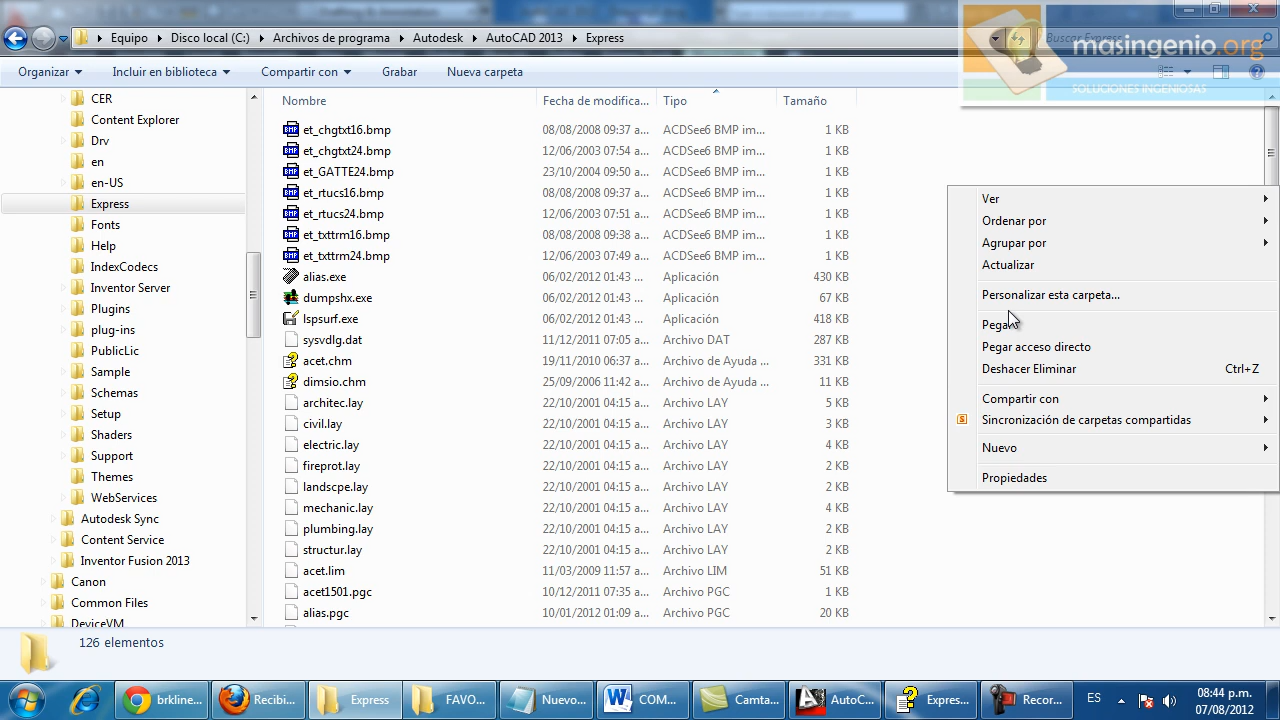 Equipo ▸ Disco local (C:) ▸ Archivos de programa ▸ Autodesk ▸ AutoCAD 2013 ▸ Express
Buscar Express
masingenio.org
SOLUCIONES INGENIOSAS
Organizar Incluir en biblioteca Compartir con Grabar Nueva carpeta
CER
Content Explorer
Drv
en
en-US
Express
Fonts
Help
IndexCodecs
Inventor Server
Plugins
plug-ins
PublicLic
Sample
Schemas
Setup
Shaders
Support
Themes
WebServices
Autodesk Sync
Content Service
Inventor Fusion 2013
Canon
Common Files
DeviceVM
Nombre Fecha de modifica... Tipo Tamaño
et_chgtxt16.bmp 08/08/2008 09:37 a... ACDSee6 BMP im... 1 KB
et_chgtxt24.bmp 12/06/2003 07:54 a... ACDSee6 BMP im... 1 KB
et_GATTE24.bmp 23/10/2004 09:50 a... ACDSee6 BMP im... 1 KB
et_rtucs16.bmp 08/08/2008 09:37 a... ACDSee6 BMP im... 1 KB
et_rtucs24.bmp 12/06/2003 07:51 a... ACDSee6 BMP im... 1 KB
et_txttrm16.bmp 08/08/2008 09:38 a... ACDSee6 BMP im... 1 KB
et_txttrm24.bmp 12/06/2003 07:49 a... ACDSee6 BMP im... 1 KB
alias.exe 06/02/2012 01:43 ... Aplicación 430 KB
dumpshx.exe 06/02/2012 01:43 ... Aplicación 67 KB
lspsurf.exe 06/02/2012 01:43 ... Aplicación 418 KB
sysvdlg.dat 11/12/2011 07:05 a... Archivo DAT 287 KB
acet.chm 19/11/2010 06:37 a... Archivo de Ayuda ... 331 KB
dimsio.chm 25/09/2006 11:42 a... Archivo de Ayuda ... 11 KB
architec.lay 22/10/2001 04:15 a... Archivo LAY 5 KB
civil.lay 22/10/2001 04:15 a... Archivo LAY 3 KB
electric.lay 22/10/2001 04:15 a... Archivo LAY 4 KB
fireprot.lay 22/10/2001 04:15 a... Archivo LAY 2 KB
landscpe.lay 22/10/2001 04:15 a... Archivo LAY 2 KB
mechanic.lay 22/10/2001 04:15 a... Archivo LAY 4 KB
plumbing.lay 22/10/2001 04:15 a... Archivo LAY 2 KB
structur.lay 22/10/2001 04:15 a... Archivo LAY 2 KB
acet.lim 11/03/2009 11:57 a... Archivo LIM 51 KB
acet1501.pgc 10/12/2011 07:35 a... Archivo PGC 1 KB
alias.pgc 10/01/2012 01:09 a... Archivo PGC 20 KB
Ver
Ordenar por
Agrupar por
Actualizar
Personalizar esta carpeta...
Pegar
Pegar acceso directo
Deshacer Eliminar Ctrl+Z
Compartir con
Sincronización de carpetas compartidas
Nuevo
Propiedades
126 elementos
brkline... Recibi... Express FAVO... Nuevo... COM... Camta... AutoC... Expres... Recor... ES 08:44 p.m.
07/08/2012